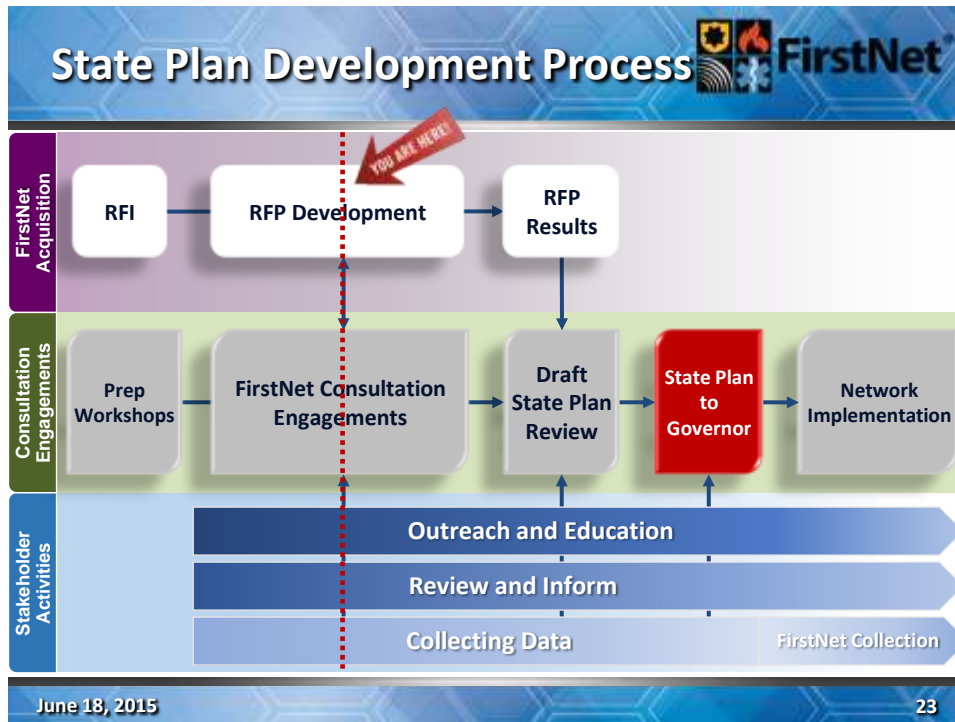 State Plan Development Process
FirstNet
YOU ARE HERE!
FirstNet
Acquisition
RFI
RFP Development
RFP
Results
Consultation
Engagements
Prep
Workshops
FirstNet Consultation
Engagements
Draft
State Plan
Review
State Plan
to
Governor
Network
Implementation
Stakeholder
Activities
Outreach and Education
Review and Inform
Collecting Data
FirstNet Collection
June 18, 2015
23